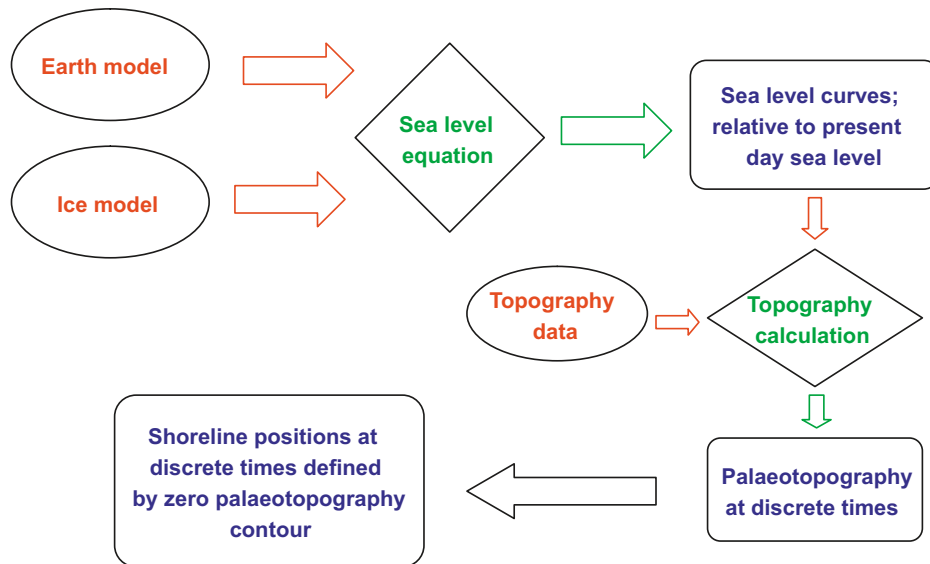 Earth model
Ice model
Sea level
equation
Sea level curves;
relative to present
day sea level
Topography
data
Topography
calculation
Palaeotopography
at discrete times
Shoreline positions at
discrete times defined
by zero palaeotopography
contour